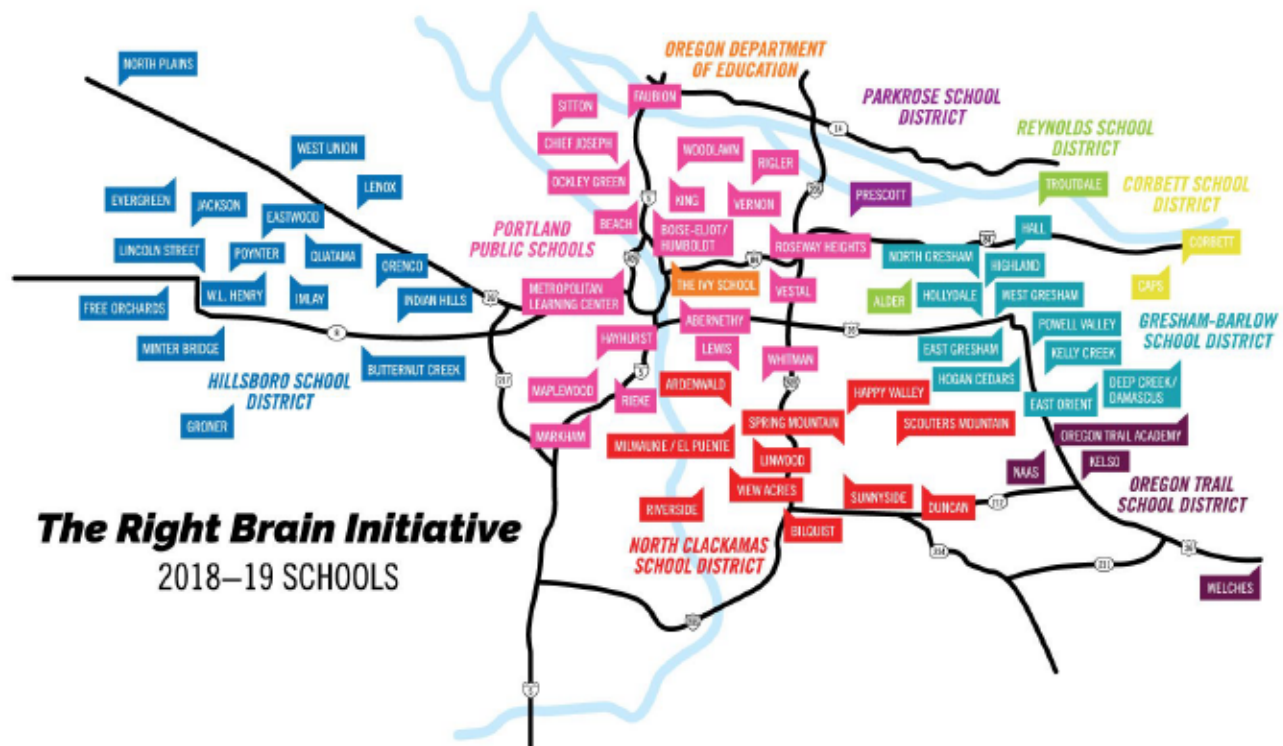 NORTH PLAINS
WEST UNION
LENOX
EVERGREEN
JACKSON
EASTWOOD
LINCOLN STREET
POYNTER
QUATAMA
ORENCO
FREE ORCHARDS
W.L. HENRY
IMLAY
INDIAN HILLS
MINTER BRIDGE
BUTTERNUT CREEK
HILLSBORO SCHOOL
DISTRICT
GRONER
OREGON DEPARTMENT
OF EDUCATION
SITTON
FAUBION
CHIEF JOSEPH
WOODLAWN
RIGLER
OCKLEY GREEN
KING
VERNON
BEACH
BOISE-ELIOT/
HUMBOLDT
PORTLAND
PUBLIC SCHOOLS
ROSEWAY HEIGHTS
METROPOLITAN
LEARNING CENTER
THE IVY SCHOOL
VESTAL
ABERNETHY
HAYHURST
LEWIS
WHITMAN
MAPLEWOOD
RIEKE
MARKHAM
PARKROSE SCHOOL
DISTRICT
PRESCOTT
REYNOLDS SCHOOL
DISTRICT
TROUTDALE
ALDER
CORBETT SCHOOL
DISTRICT
CORBETT
CAPS
HALL
NORTH GRESHAM
HIGHLAND
HOLLYDALE
WEST GRESHAM
POWELL VALLEY
GRESHAM-BARLOW
SCHOOL DISTRICT
EAST GRESHAM
KELLY CREEK
HOGAN CEDARS
DEEP CREEK/
DAMASCUS
EAST ORIENT
ARDENWALD
HAPPY VALLEY
SPRING MOUNTAIN
SCOUTERS MOUNTAIN
MILWAUKIE / EL PUENTE
LINWOOD
VIEW ACRES
SUNNYSIDE
DUNCAN
RIVERSIDE
BILQUIST
NORTH CLACKAMAS
SCHOOL DISTRICT
OREGON TRAIL ACADEMY
NAAS
KELSO
OREGON TRAIL
SCHOOL DISTRICT
WELCHES
The Right Brain Initiative
2018–19 SCHOOLS
14
84
217
8
5
212
211